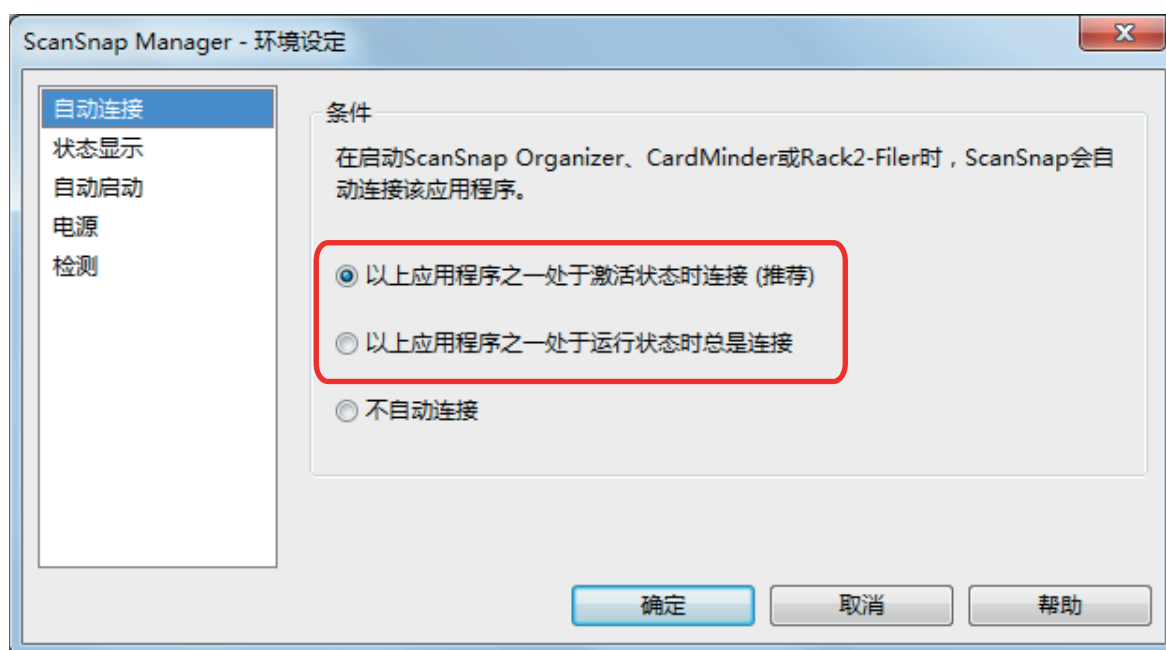 ScanSnap Manager - 环境设定
自动连接
状态显示
自动启动
电源
检测
条件
在启动ScanSnap Organizer、CardMinder或Rack2-Filer时，ScanSnap会自
动连接该应用程序。
以上应用程序之一处于激活状态时连接 (推荐)
以上应用程序之一处于运行状态时总是连接
不自动连接
确定
取消
帮助